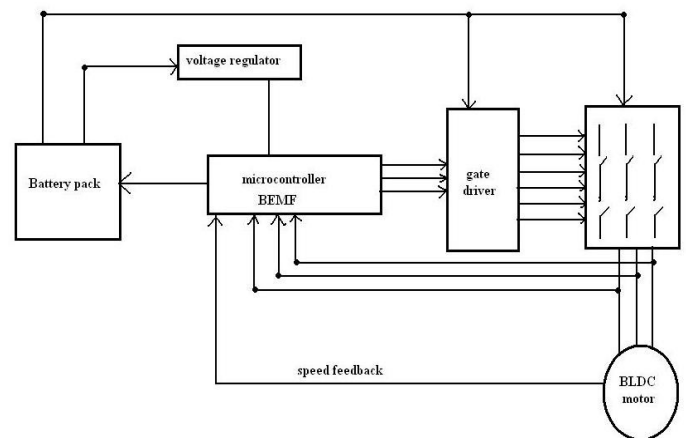 voltage regulator
Battery pack
microcontroller
BEMF
gate
driver
speed feedback
BLDC
motor